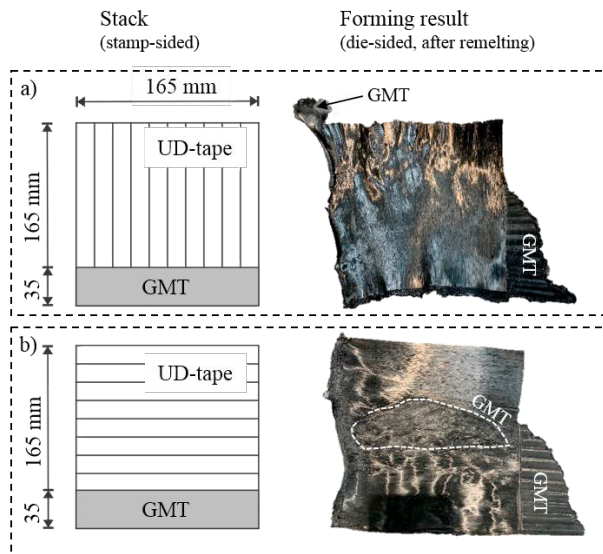 Stack
(stamp-sided)
Forming result
(die-sided, after remelting)
a)
165 mm
GMT
UD-tape
165 mm
GMT
35
GMT
b)
UD-tape
165 mm
GMT
GMT
35
GMT